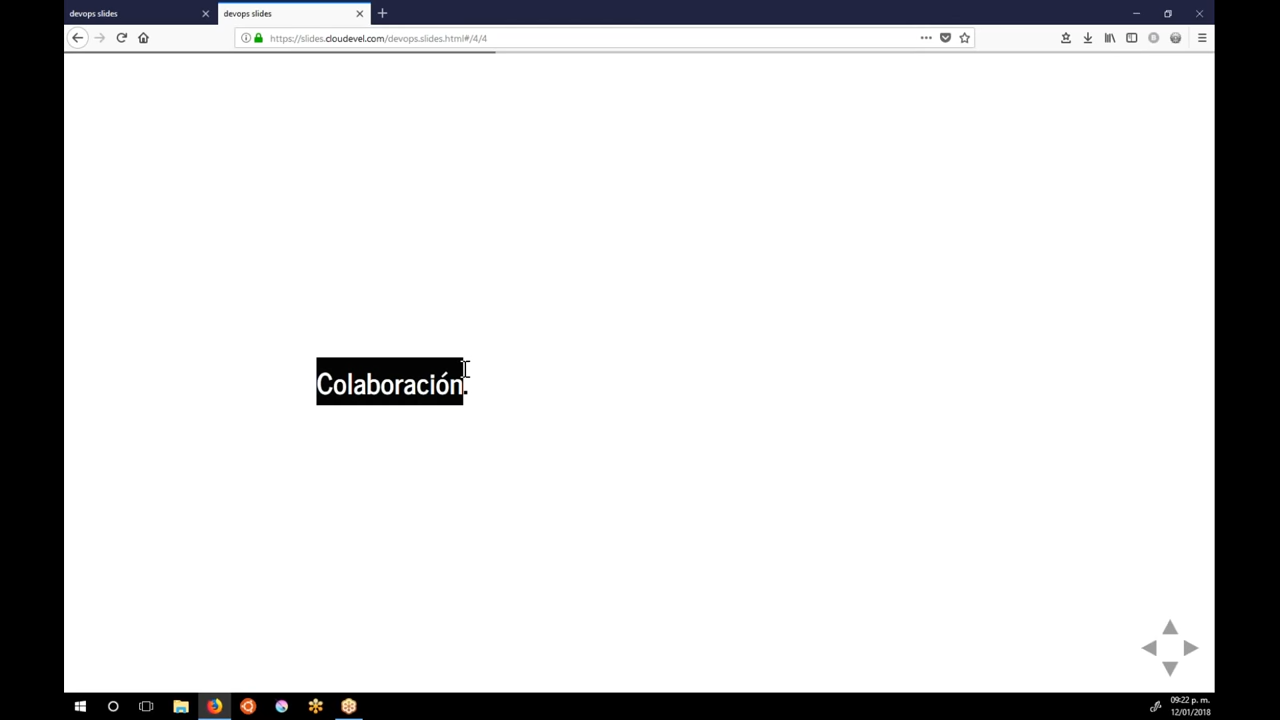 devops slides
devops slides
https://slides.cloudevel.com/devops.slides.html#/4/4
Colaboración.
09:22 p. m.
12/01/2018